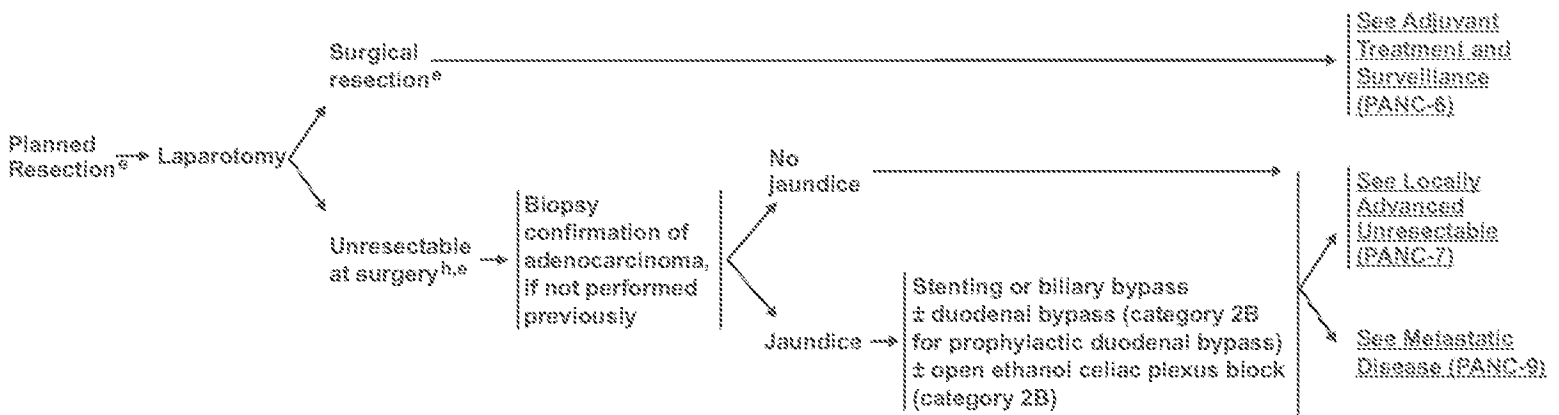 Surgical
resection^e
See Adjuvant
Treatment and
Surveillance
(PANC-6)
Planned
Resection^e
Laparotomy
Unresectable
at surgery^h,e
Biopsy
confirmation of
adenocarcinoma,
if not performed
previously
No
jaundice
Jaundice
Stenting or biliary bypass
± duodenal bypass (category 2B
for prophylactic duodenal bypass)
± open ethanol celiac plexus block
(category 2B)
See Locally
Advanced
Unresectable
(PANC-7)
See Metastatic
Disease (PANC-9)